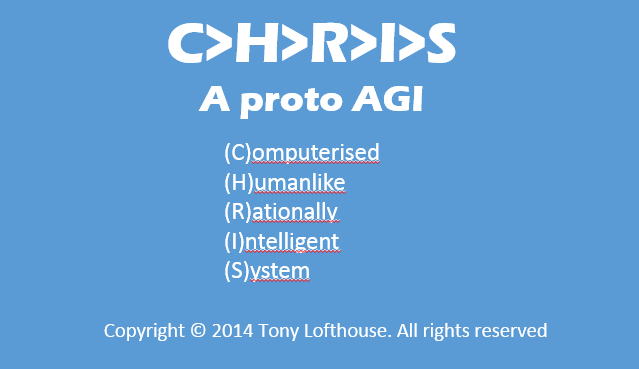 C>H>R>I>S
A proto AGI
(C)omputerised
(H)umanlike
(R)ationally
(I)ntelligent
(S)ystem
Copyright © 2014 Tony Lofthouse. All rights reserved